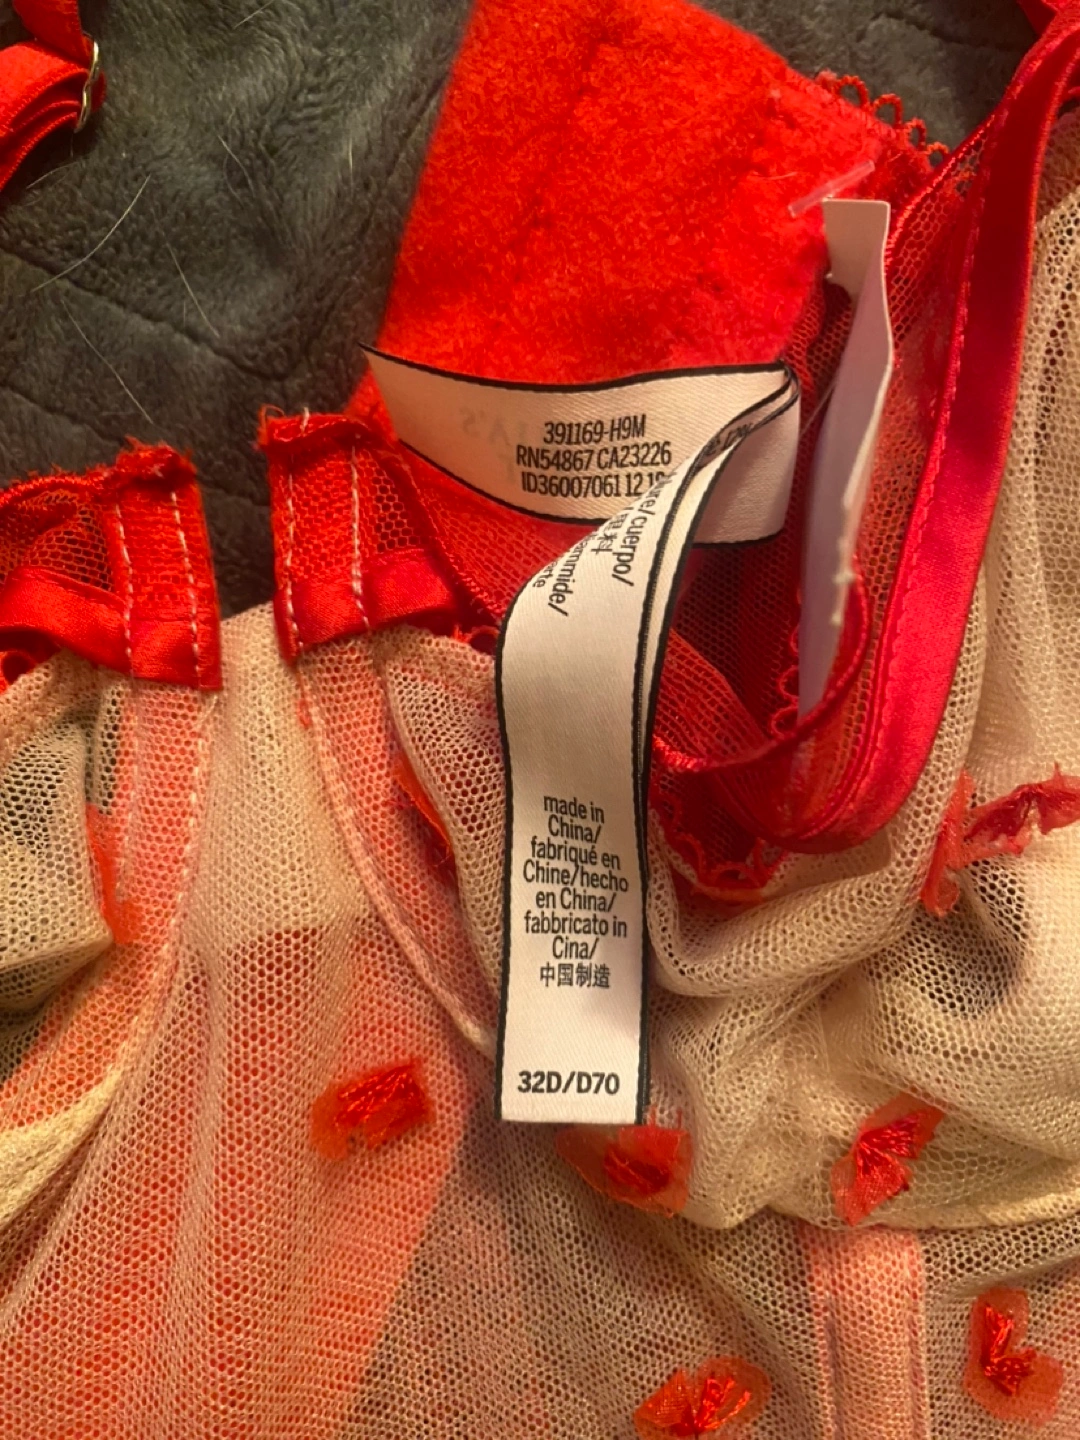 391169-H9M
RN54867 CA23226
ID36007061 12
cuerpo/
made in
China/
fabriqué en
Chine/hecho
en China/
fabbricato in
Cina/
中国制造
32D/D70